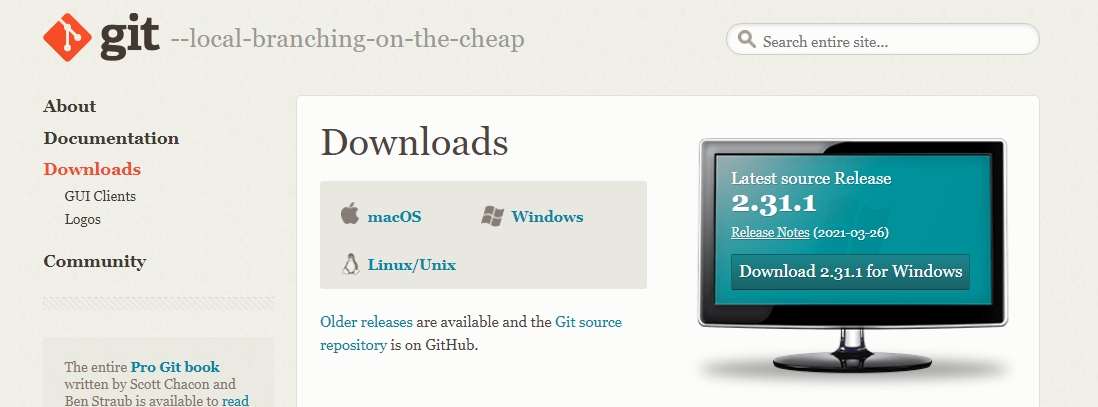 git --local-branching-on-the-cheap
Search entire site...
About
Documentation
Downloads
GUI Clients
Logos
Community
The entire Pro Git book
written by Scott Chacon and
Ben Straub is available to read
Downloads
macOS
Windows
Linux/Unix
Older releases are available and the Git source
repository is on GitHub.
Latest source Release
2.31.1
Release Notes (2021-03-26)
Download 2.31.1 for Windows